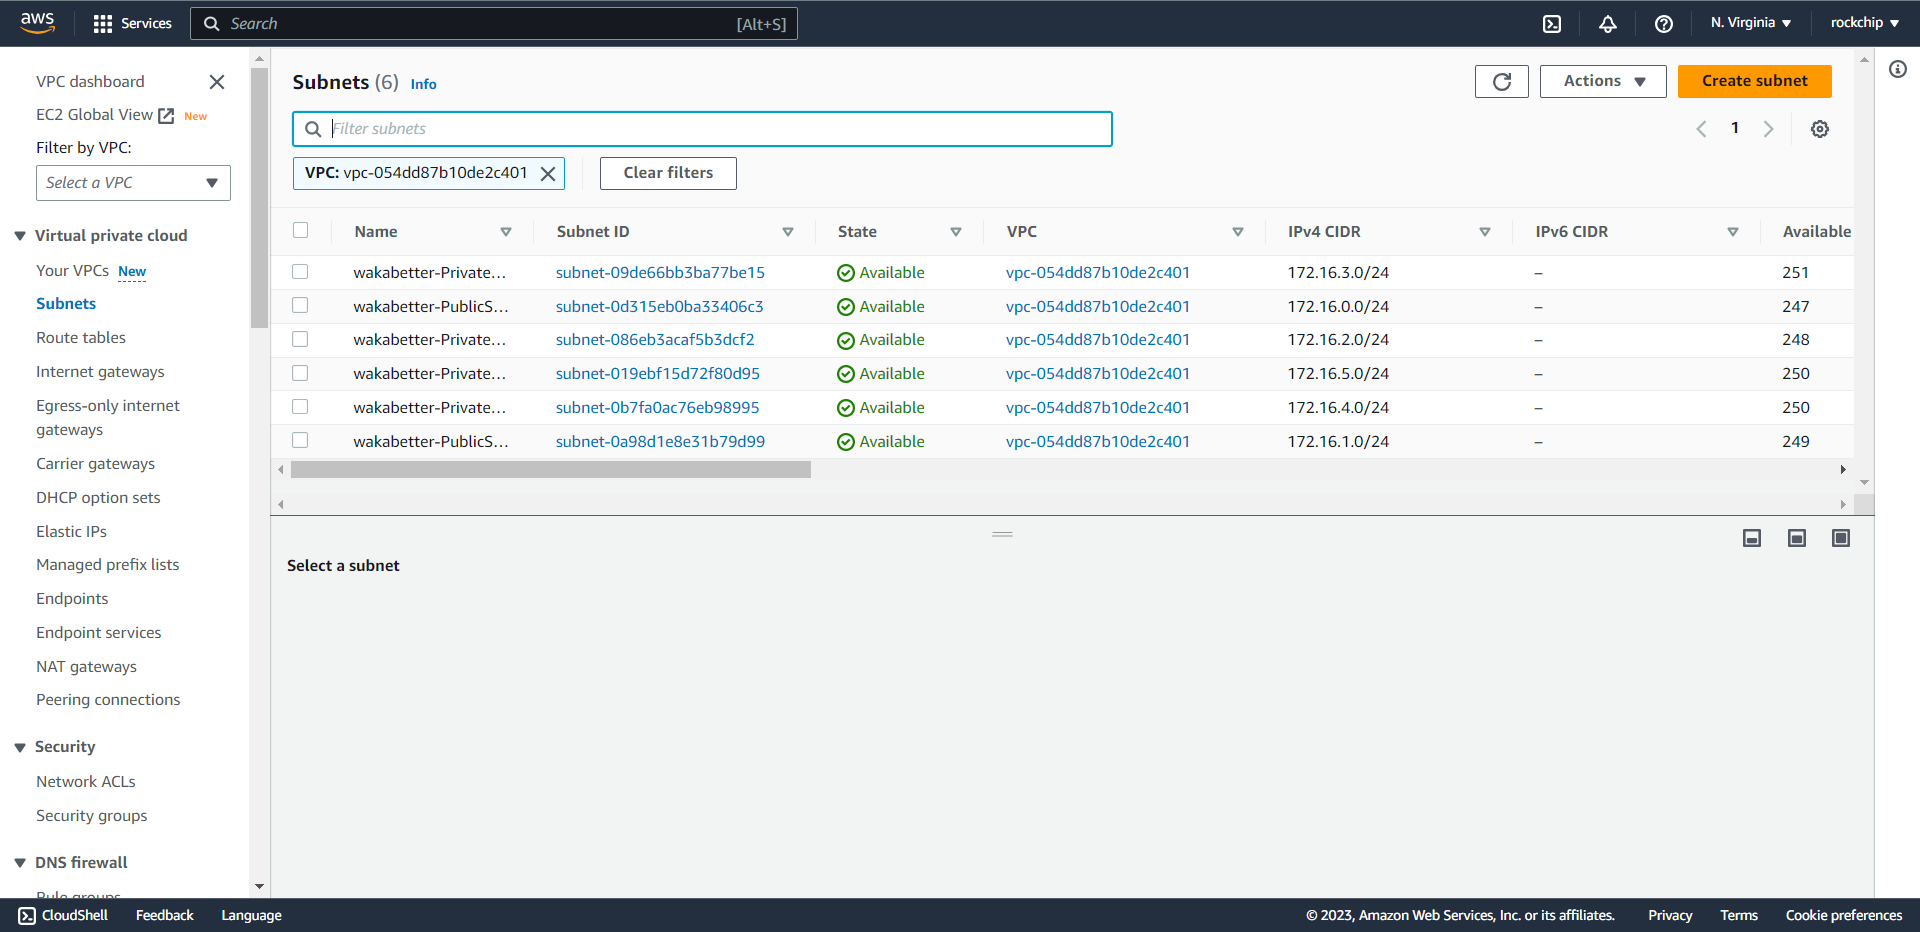 aws Services Search [Alt+S] N. Virginia ▼ rockchip ▼
VPC dashboard
EC2 Global View New
Filter by VPC:
Select a VPC
Virtual private cloud
Your VPCs New
Subnets
Route tables
Internet gateways
Egress-only internet
gateways
Carrier gateways
DHCP option sets
Elastic IPs
Managed prefix lists
Endpoints
Endpoint services
NAT gateways
Peering connections
Security
Network ACLs
Security groups
DNS firewall
Rule groups
Subnets (6) Info Actions Create subnet
Filter subnets 1
VPC: vpc-054dd87b10de2c401 Clear filters
Name Subnet ID State VPC IPv4 CIDR IPv6 CIDR Available
wakabetter-Private... subnet-09de66bb3ba77be15 Available vpc-054dd87b10de2c401 172.16.3.0/24 – 251
wakabetter-PublicS... subnet-0d315eb0ba33406c3 Available vpc-054dd87b10de2c401 172.16.0.0/24 – 247
wakabetter-Private... subnet-086eb3acaf5b3dcf2 Available vpc-054dd87b10de2c401 172.16.2.0/24 – 248
wakabetter-Private... subnet-019ebf15d72f80d95 Available vpc-054dd87b10de2c401 172.16.5.0/24 – 250
wakabetter-Private... subnet-0b7fa0ac76eb98995 Available vpc-054dd87b10de2c401 172.16.4.0/24 – 250
wakabetter-PublicS... subnet-0a98d1e8e31b79d99 Available vpc-054dd87b10de2c401 172.16.1.0/24 – 249
Select a subnet
CloudShell Feedback Language © 2023, Amazon Web Services, Inc. or its affiliates. Privacy Terms Cookie preferences